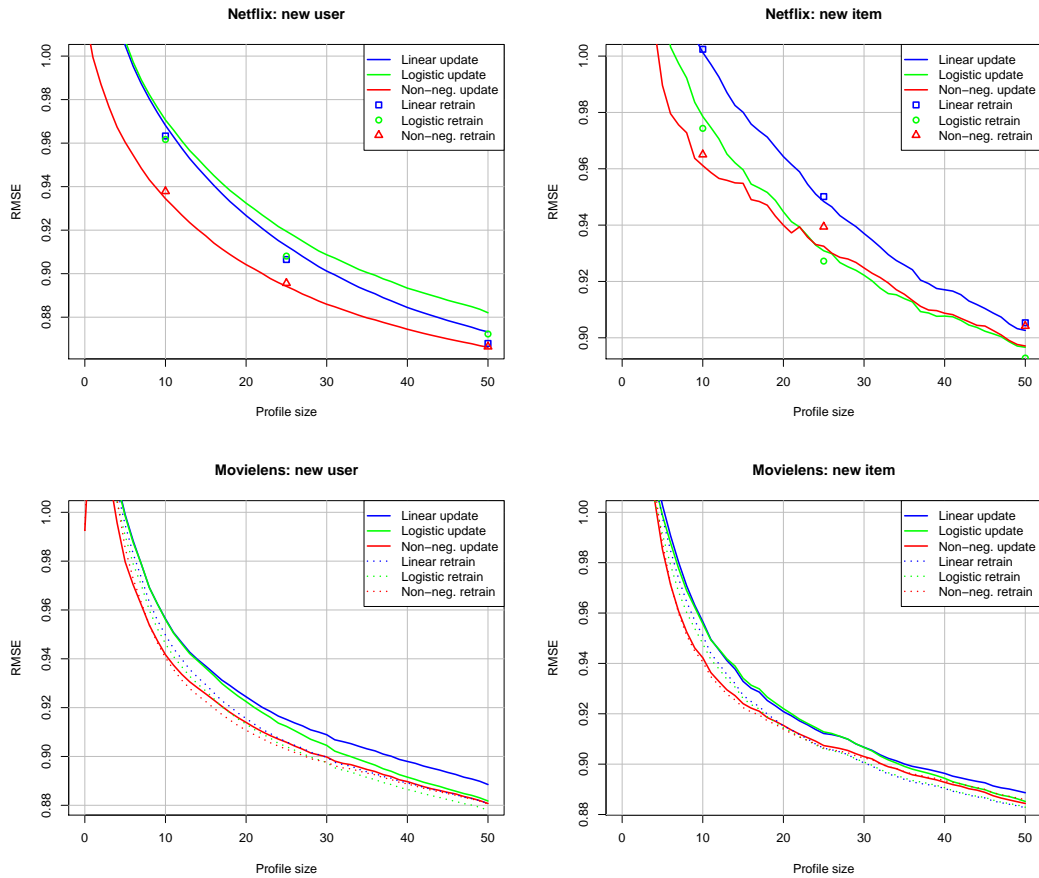 Netflix: new user
RMSE
1.00
0.98
0.96
0.94
0.92
0.90
0.88
Linear update
Logistic update
Non−neg. update
Linear retrain
Logistic retrain
Non−neg. retrain
0 10 20 30 40 50
Profile size
Netflix: new item
RMSE
1.00
0.98
0.96
0.94
0.92
0.90
Linear update
Logistic update
Non−neg. update
Linear retrain
Logistic retrain
Non−neg. retrain
0 10 20 30 40 50
Profile size
Movielens: new user
RMSE
1.00
0.98
0.96
0.94
0.92
0.90
0.88
Linear update
Logistic update
Non−neg. update
Linear retrain
Logistic retrain
Non−neg. retrain
0 10 20 30 40 50
Profile size
Movielens: new item
RMSE
1.00
0.98
0.96
0.94
0.92
0.90
0.88
Linear update
Logistic update
Non−neg. update
Linear retrain
Logistic retrain
Non−neg. retrain
0 10 20 30 40 50
Profile size